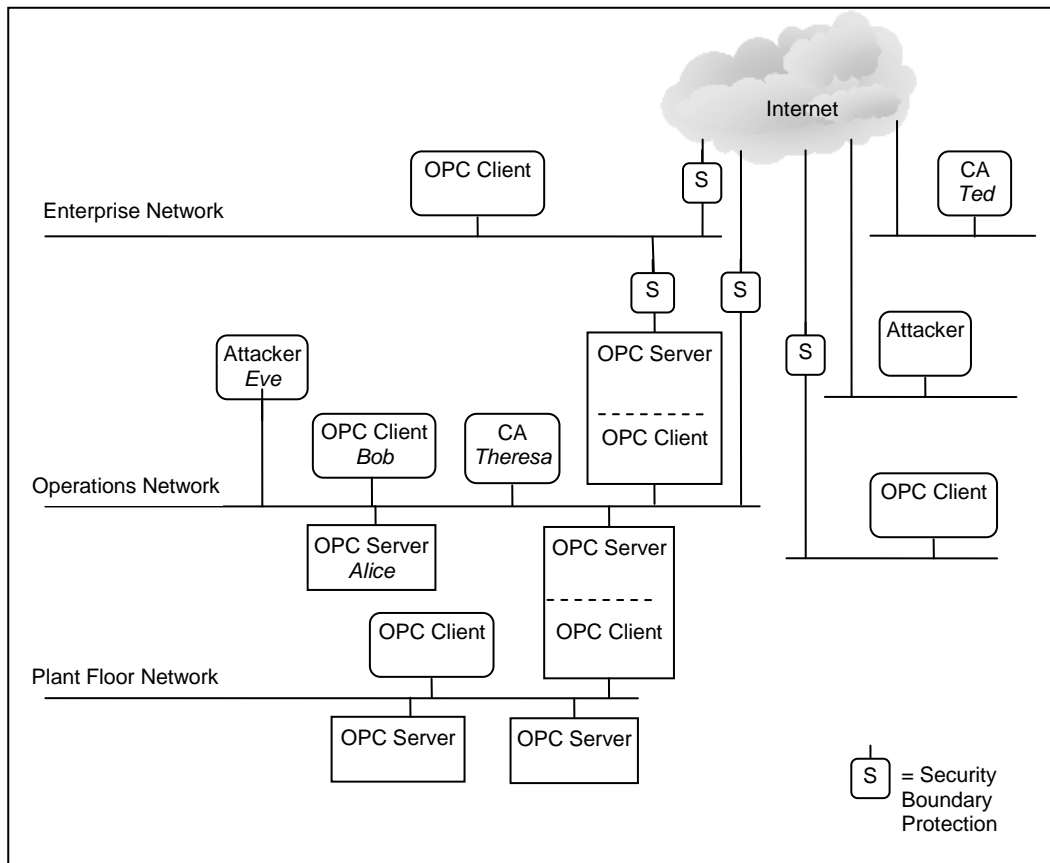 Internet
OPC Client
S
CA
Ted
Enterprise Network
S
S
OPC Server
Attacker
S
Attacker
Eve
OPC Client
OPC Client
Bob
CA
Theresa
Operations Network
OPC Client
OPC Server
Alice
OPC Server
OPC Client
OPC Client
Plant Floor Network
OPC Server
OPC Server
S
= Security
Boundary
Protection